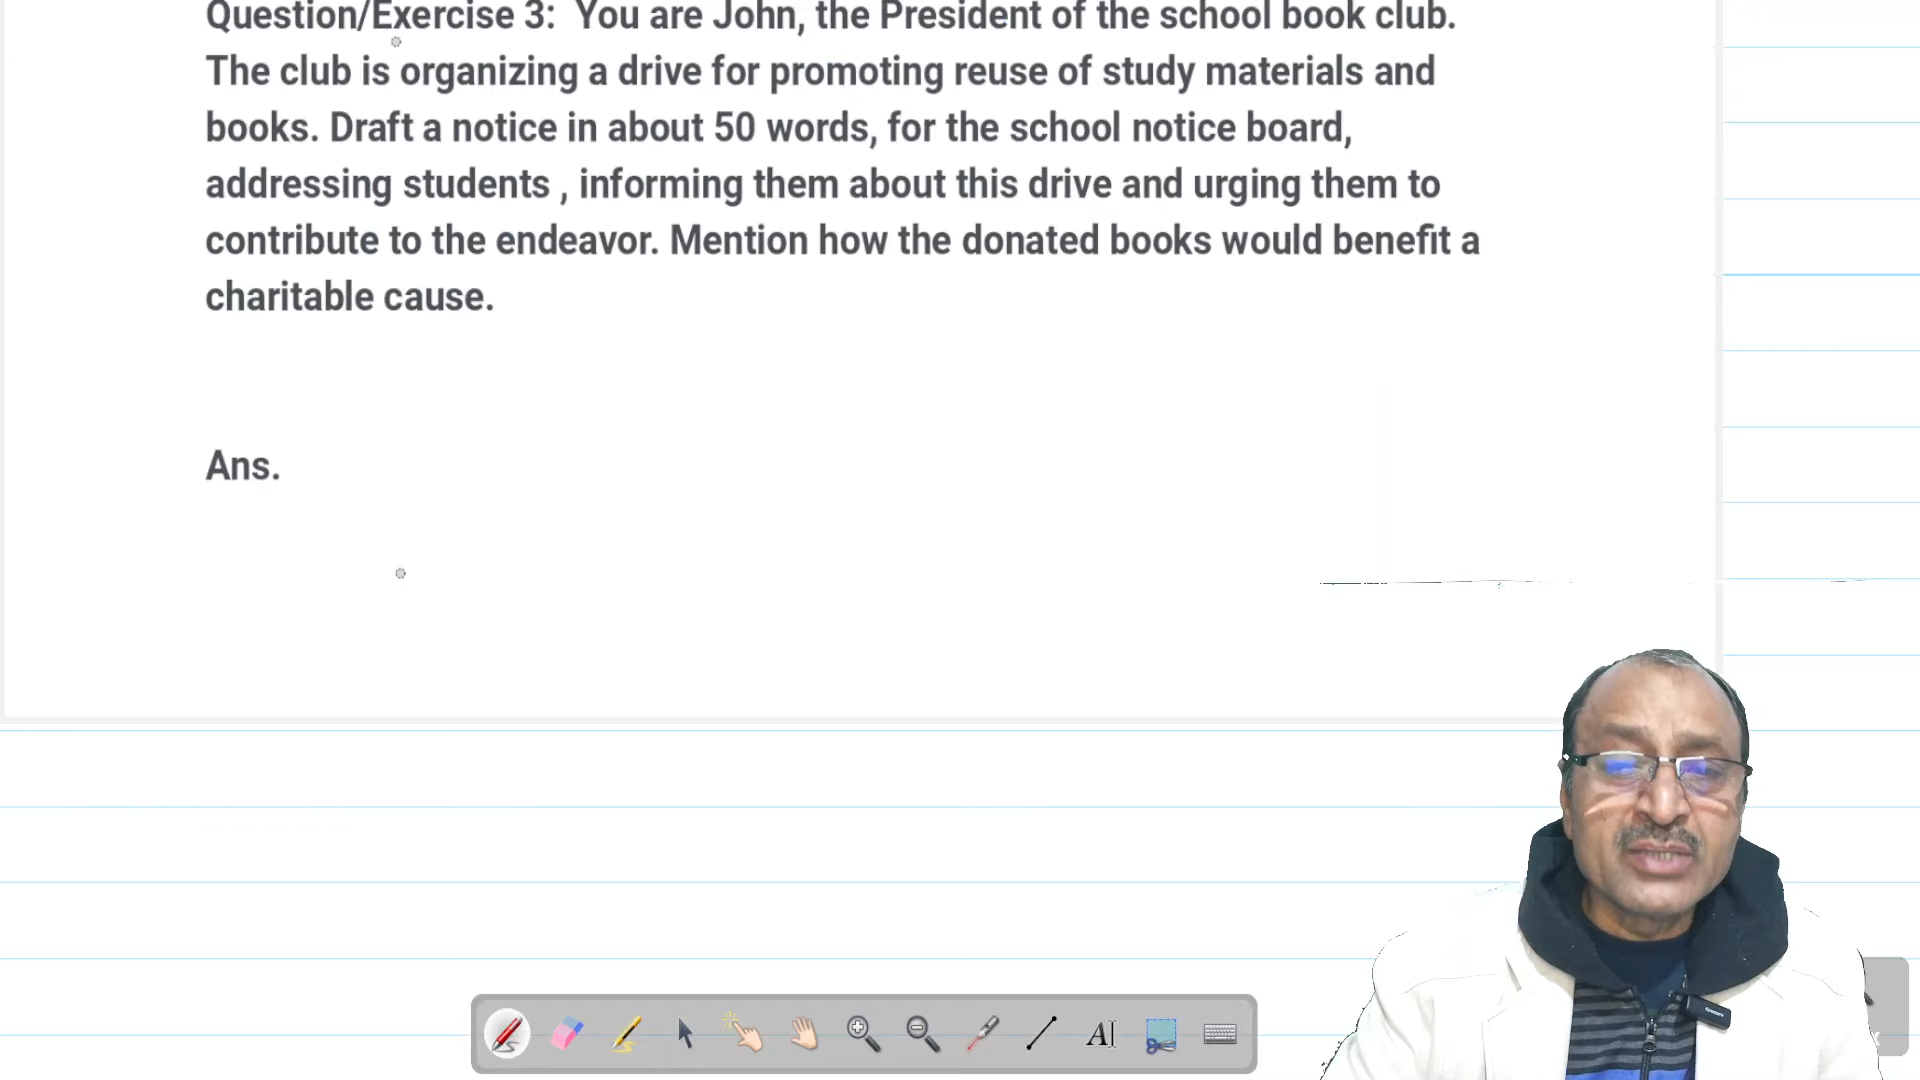 Question/Exercise 3: You are John, the President of the school book club.
The club is organizing a drive for promoting reuse of study materials and
books. Draft a notice in about 50 words, for the school notice board,
addressing students , informing them about this drive and urging them to
contribute to the endeavor. Mention how the donated books would benefit a
charitable cause.
Ans.